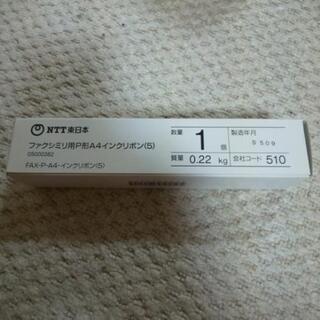 NTT東日本
ファクシミリ用P形A4インクリボン(5)
05000262
FAX-P-A4-インクリボン(5)
数量 1 個
製造年月
質量 0.22 kg
会社コード 510